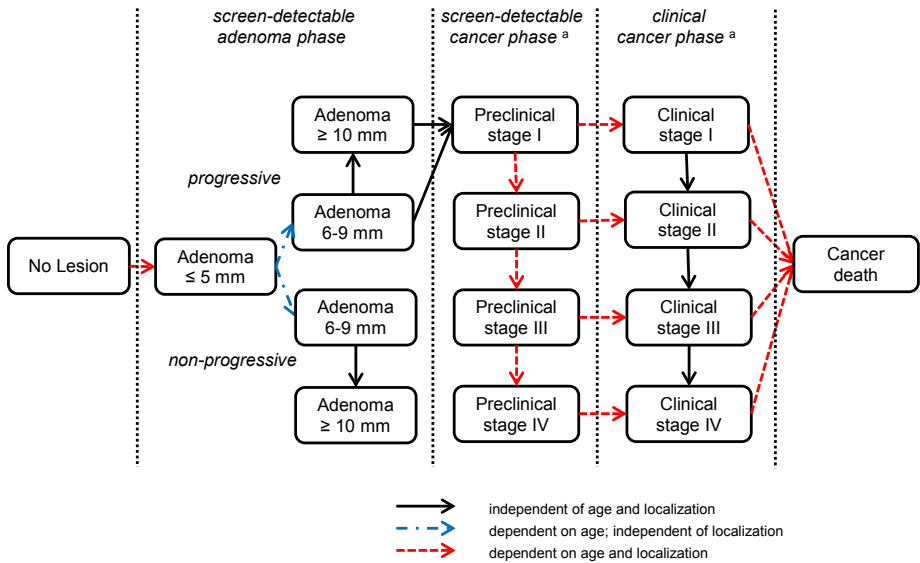 screen-detectable
adenoma phase
screen-detectable
cancer phase a
clinical
cancer phase a
Adenoma
≥ 10 mm
Preclinical
stage I
Clinical
stage I
progressive
Adenoma
6-9 mm
Preclinical
stage II
Clinical
stage II
No Lesion
Adenoma
≤ 5 mm
Cancer
death
Adenoma
6-9 mm
Preclinical
stage III
Clinical
stage III
non-progressive
Adenoma
≥ 10 mm
Preclinical
stage IV
Clinical
stage IV
independent of age and localization
dependent on age; independent of localization
dependent on age and localization